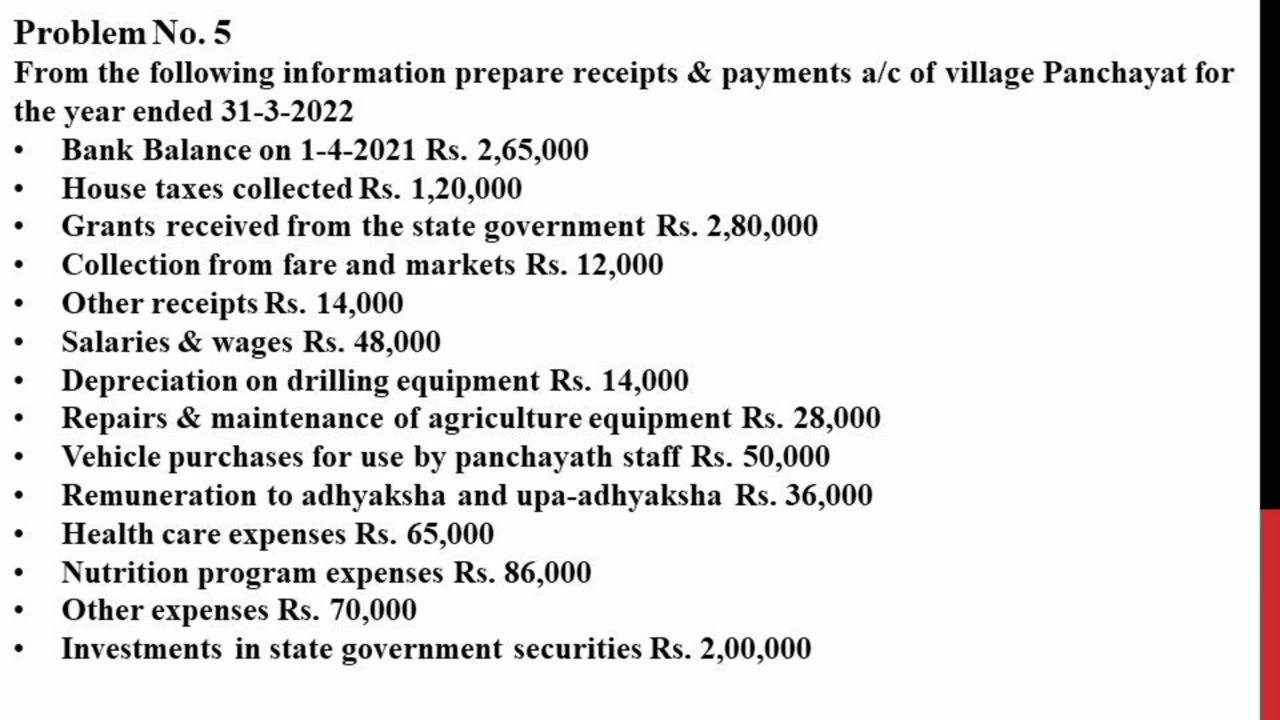 Problem No. 5
From the following information prepare receipts & payments a/c of village Panchayat for
the year ended 31-3-2022
• Bank Balance on 1-4-2021 Rs. 2,65,000
• House taxes collected Rs. 1,20,000
• Grants received from the state government Rs. 2,80,000
• Collection from fare and markets Rs. 12,000
• Other receipts Rs. 14,000
• Salaries & wages Rs. 48,000
• Depreciation on drilling equipment Rs. 14,000
• Repairs & maintenance of agriculture equipment Rs. 28,000
• Vehicle purchases for use by panchayath staff Rs. 50,000
• Remuneration to adhyaksha and upa-adhyaksha Rs. 36,000
• Health care expenses Rs. 65,000
• Nutrition program expenses Rs. 86,000
• Other expenses Rs. 70,000
• Investments in state government securities Rs. 2,00,000